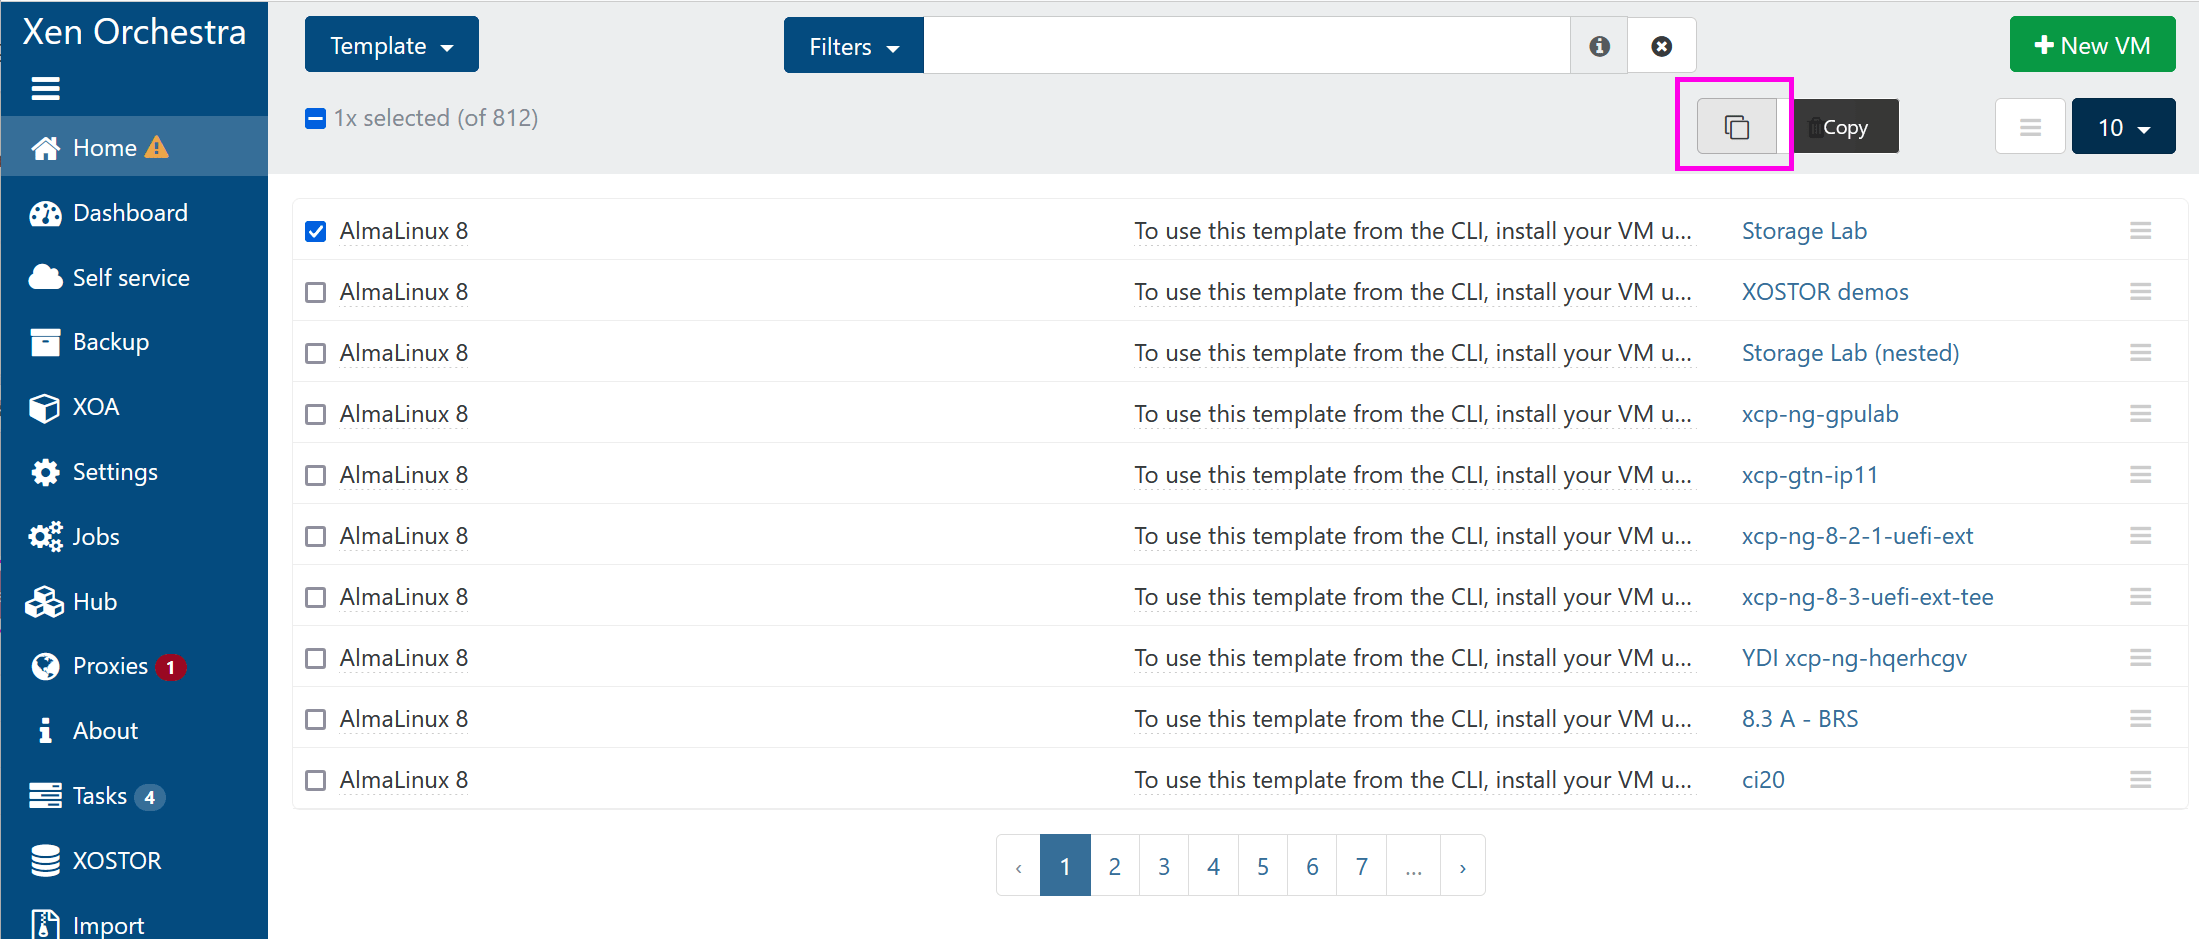 Xen Orchestra
Template
Filters
New VM
1x selected (of 812)
Copy
10
Home
Dashboard
Self service
Backup
XOA
Settings
Jobs
Hub
Proxies 1
About
Tasks 4
XOSTOR
Import
AlmaLinux 8 To use this template from the CLI, install your VM u... Storage Lab
AlmaLinux 8 To use this template from the CLI, install your VM u... XOSTOR demos
AlmaLinux 8 To use this template from the CLI, install your VM u... Storage Lab (nested)
AlmaLinux 8 To use this template from the CLI, install your VM u... xcp-ng-gpulab
AlmaLinux 8 To use this template from the CLI, install your VM u... xcp-gtn-ip11
AlmaLinux 8 To use this template from the CLI, install your VM u... xcp-ng-8-2-1-uefi-ext
AlmaLinux 8 To use this template from the CLI, install your VM u... xcp-ng-8-3-uefi-ext-tee
AlmaLinux 8 To use this template from the CLI, install your VM u... YDI xcp-ng-hqerhcgv
AlmaLinux 8 To use this template from the CLI, install your VM u... 8.3 A - BRS
AlmaLinux 8 To use this template from the CLI, install your VM u... ci20
‹ 1 2 3 4 5 6 7 ... ›